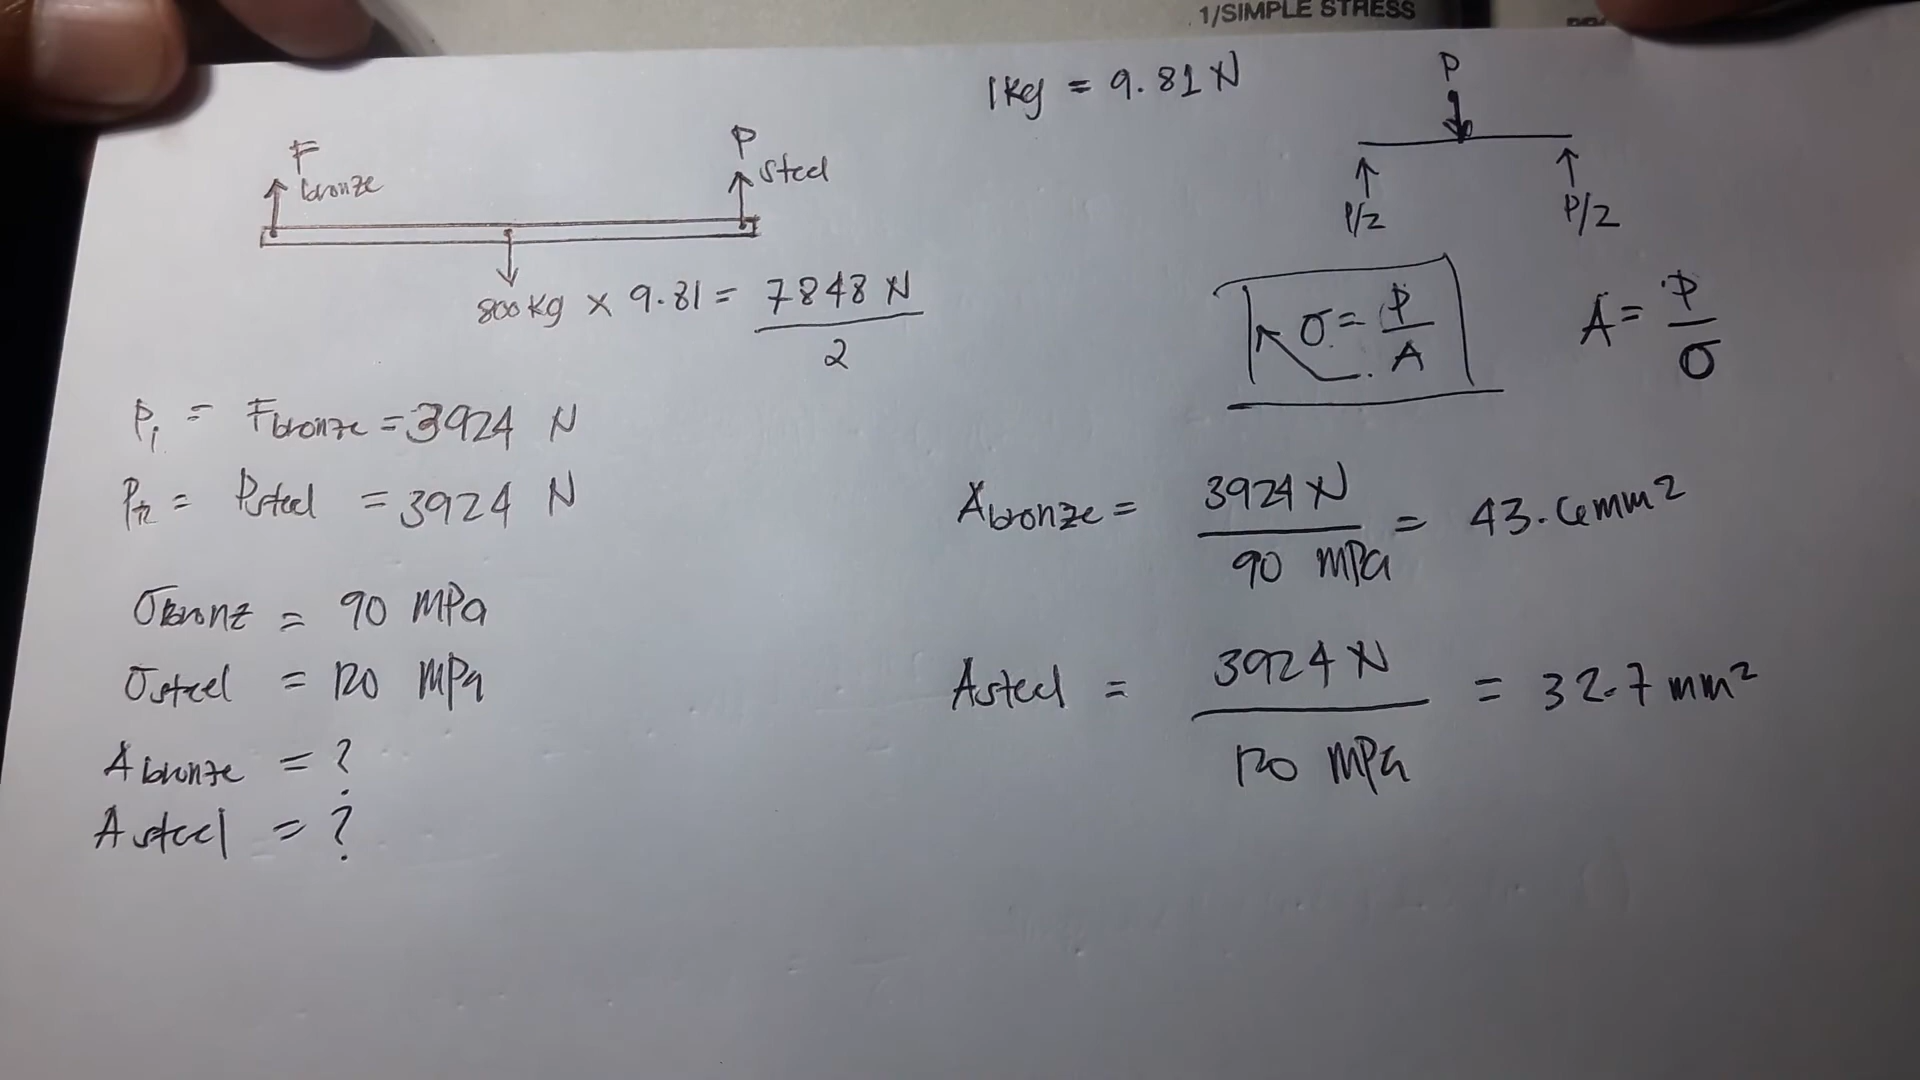 1/SIMPLE STRESS
1kg = 9.81 N
P
P/2 P/2
F bronze
P steel
800 kg x 9.81 = 7848 N / 2
σ = P/A
A = P/σ
P1 = Fbronze = 3924 N
P2 = Psteel = 3924 N
σbronz = 90 MPa
σsteel = 120 MPa
Abronze = ?
Asteel = ?
Abronze = 3924 N / 90 MPa = 43.6mm²
Asteel = 3924 N / 120 MPa = 32.7 mm²